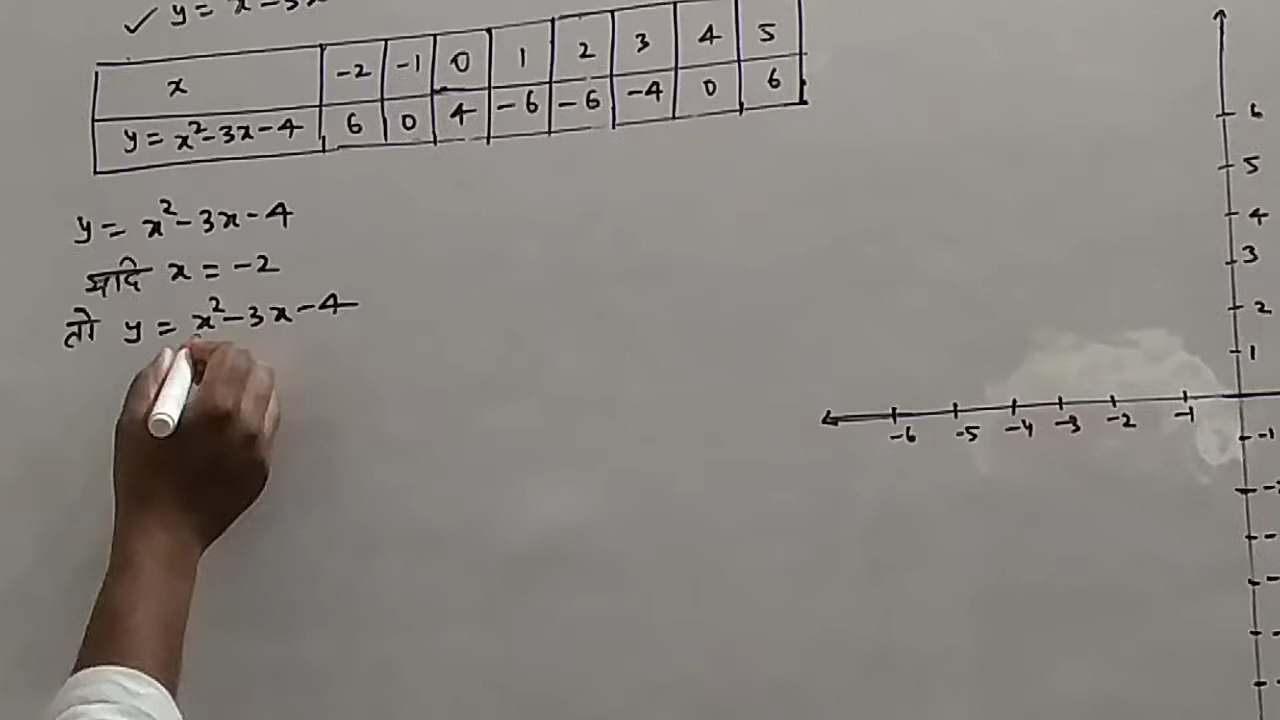 ✓ y = x - 3x
x -2 -1 0 1 2 3 4 5
y = x²-3x-4 6 0 4 -6 -6 -4 0 6
y = x²-3x-4
यदि x = -2
तो y = x²-3x-4
6
5
4
3
2
1
-6 -5 -4 -3 -2 -1
-1